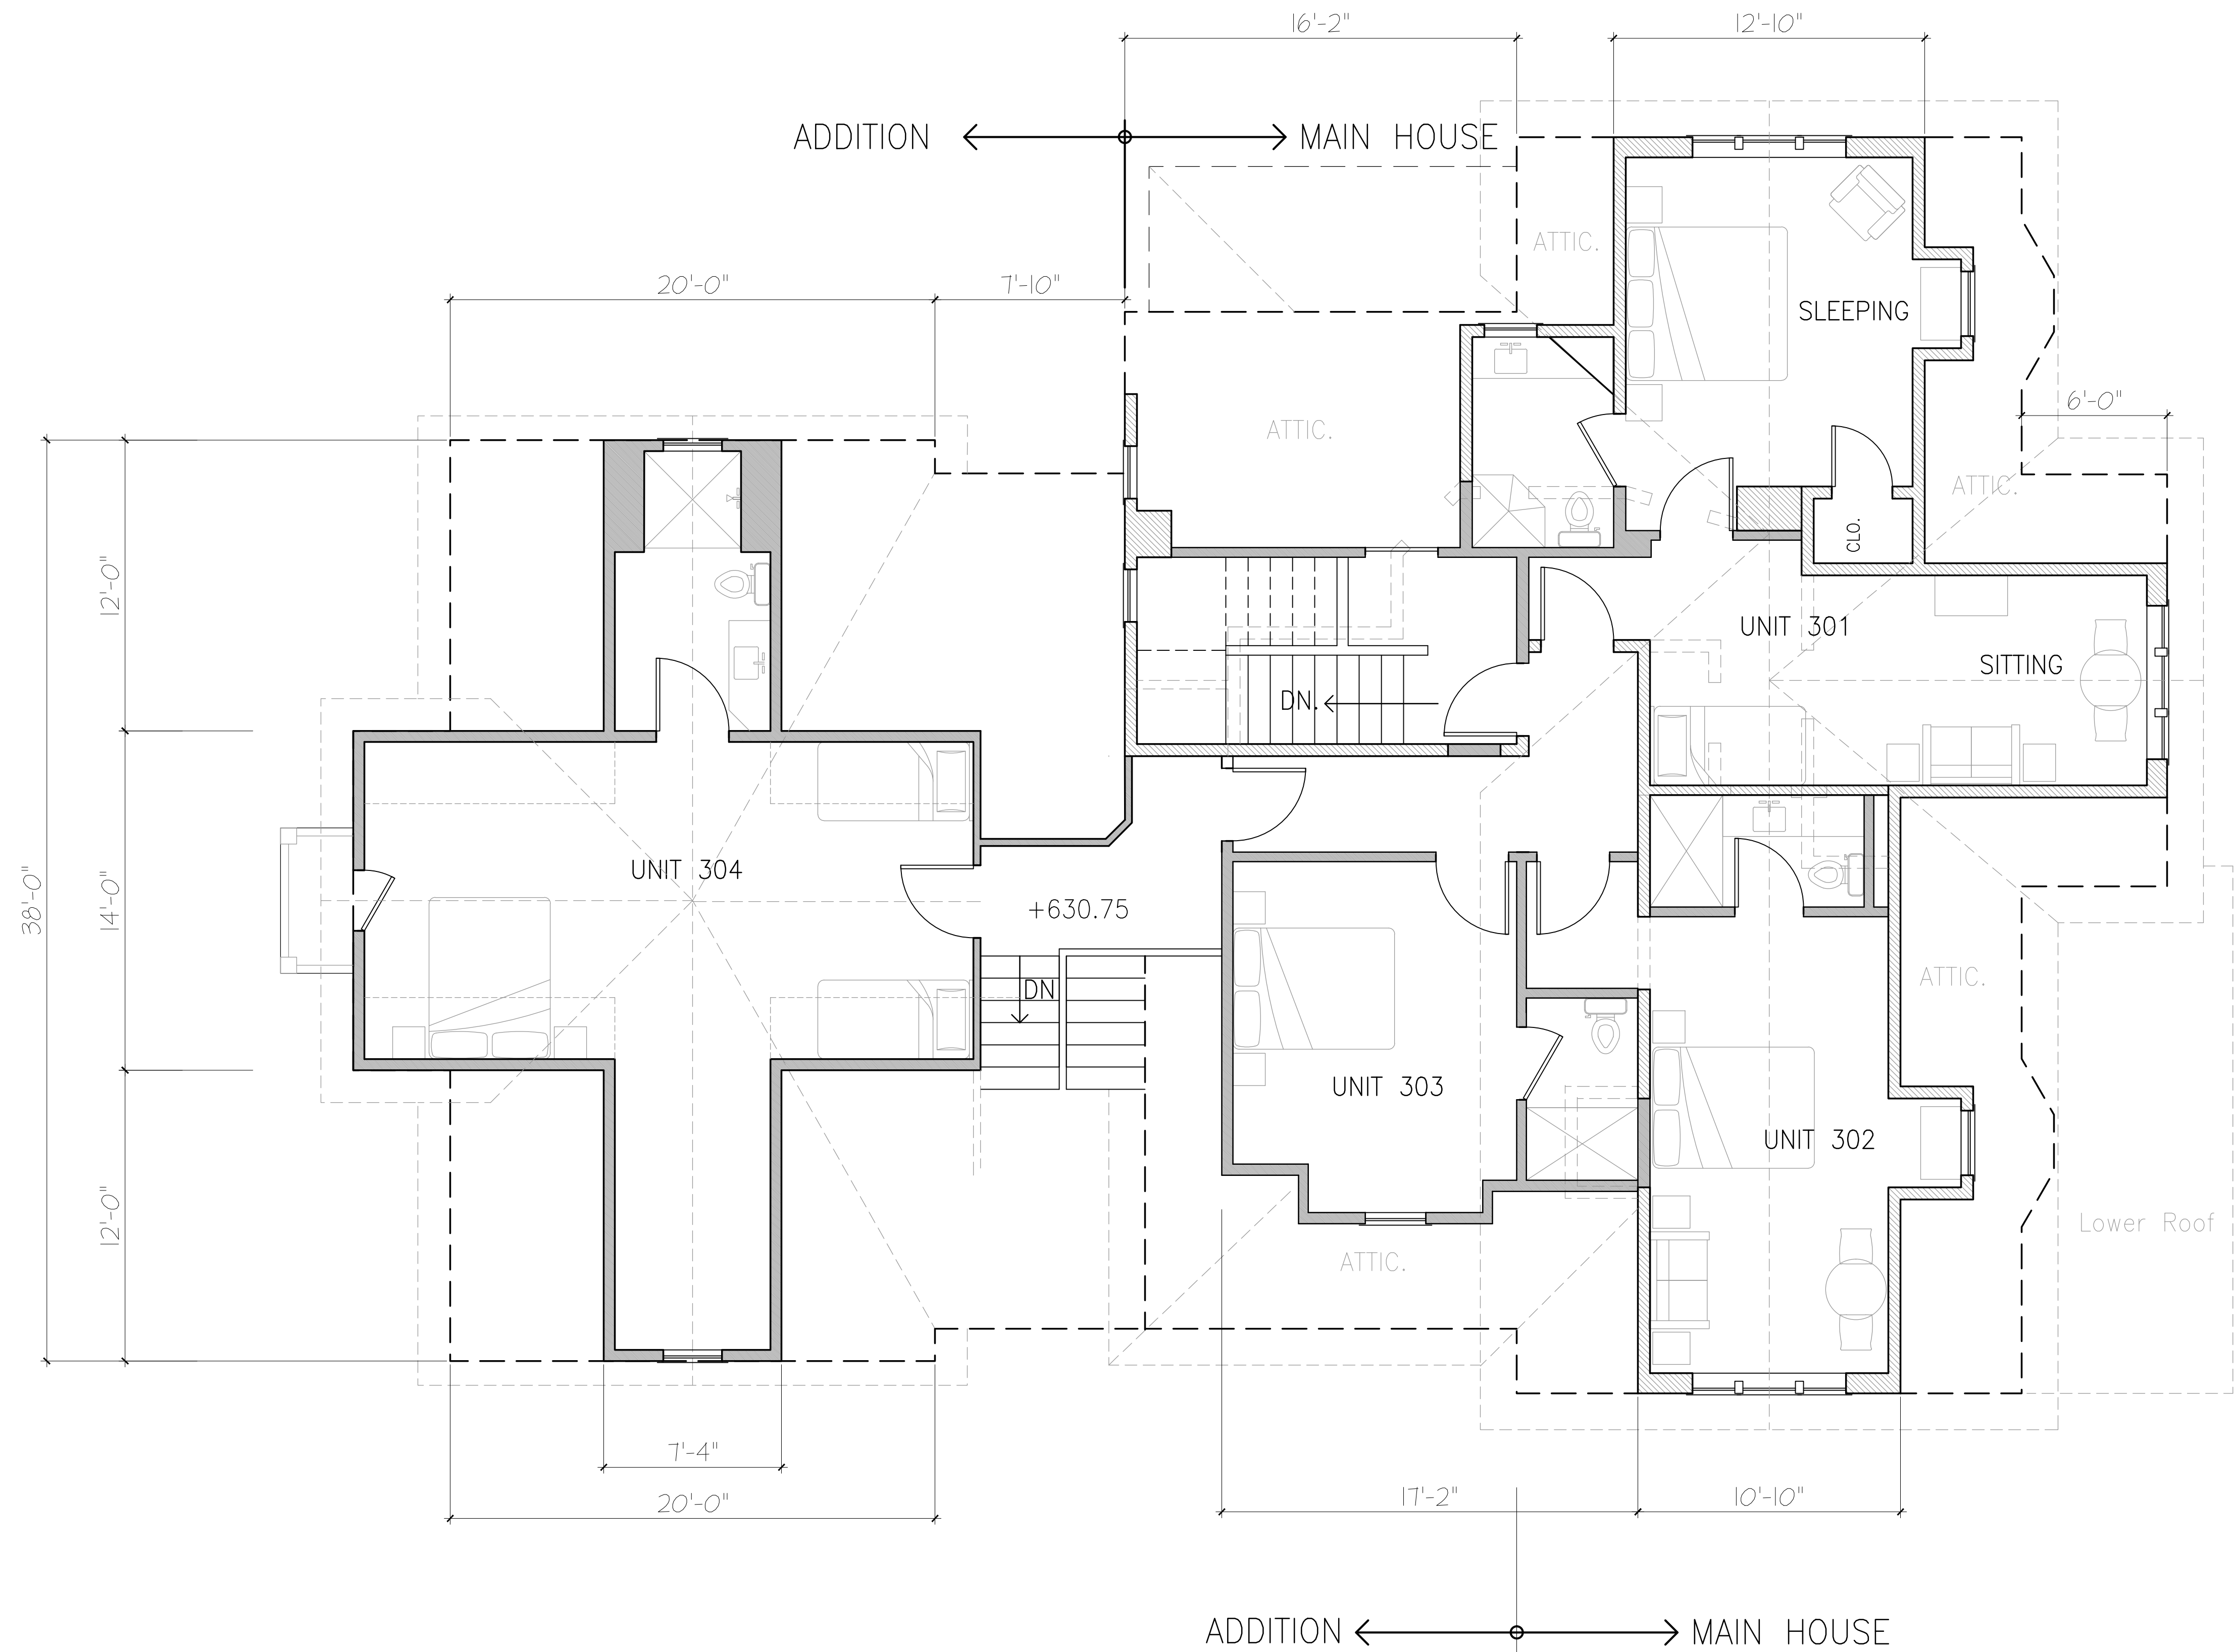 16'-2"
12'-10"
ADDITION
MAIN HOUSE
ATTIC.
20'-0"
7'-10"
SLEEPING
6'-0"
ATTIC.
ATTIC.
CLO.
12'-0"
UNIT 301
SITTING
DN.
38'-0"
14'-0"
UNIT 304
+630.75
DN
ATTIC.
UNIT 303
UNIT 302
12'-0"
Lower Roof
ATTIC.
7'-4"
20'-0"
17'-2"
10'-10"
ADDITION
MAIN HOUSE